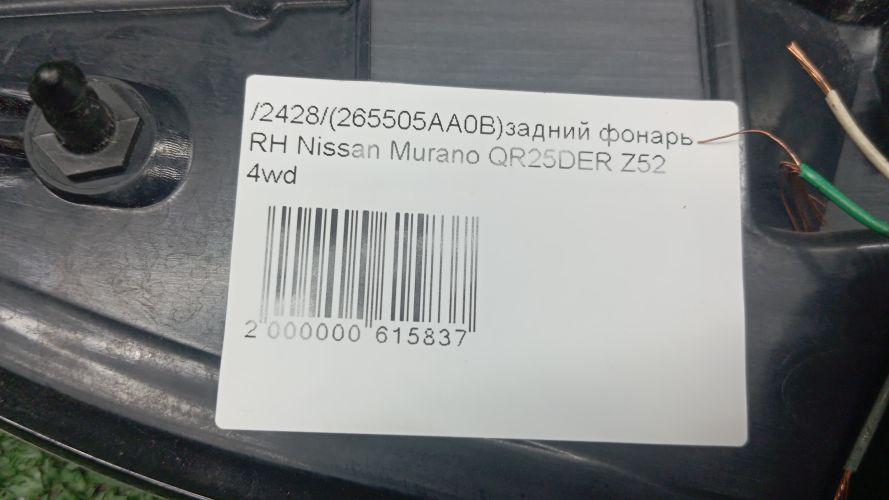 /2428/(265505AA0B)задний фонарь
RH Nissan Murano QR25DER Z52
4wd
2 000000 615837